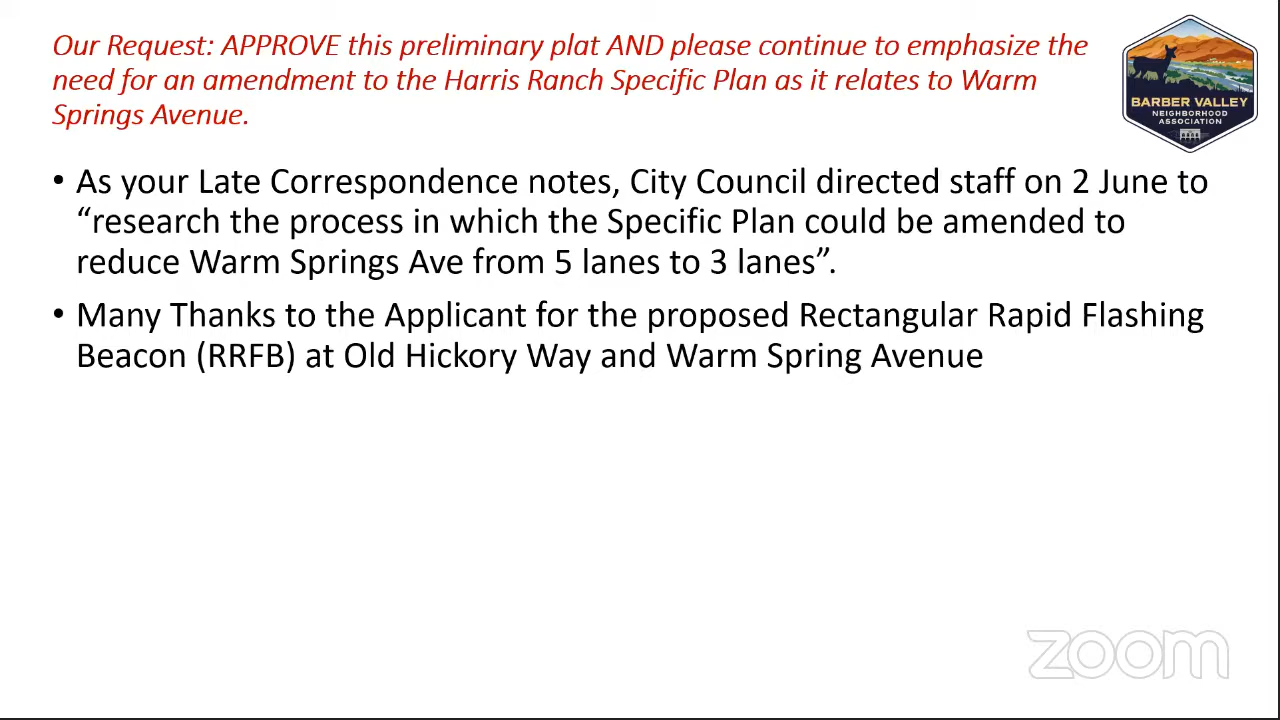 Our Request: APPROVE this preliminary plat AND please continue to emphasize the
need for an amendment to the Harris Ranch Specific Plan as it relates to Warm
Springs Avenue.
BARBER VALLEY
NEIGHBORHOOD
ASSOCIATION
• As your Late Correspondence notes, City Council directed staff on 2 June to
“research the process in which the Specific Plan could be amended to
reduce Warm Springs Ave from 5 lanes to 3 lanes”.
• Many Thanks to the Applicant for the proposed Rectangular Rapid Flashing
Beacon (RRFB) at Old Hickory Way and Warm Spring Avenue
zoom